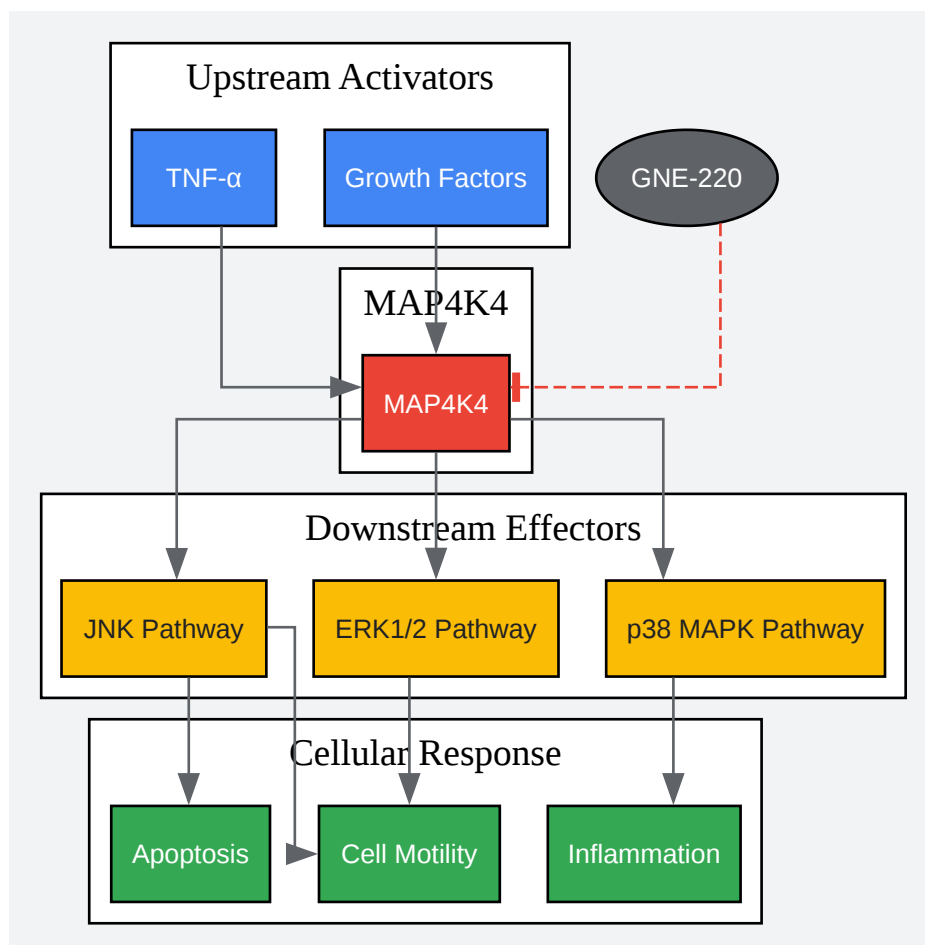 Upstream Activators
TNF-α
Growth Factors
GNE-220
MAP4K4
MAP4K4
Downstream Effectors
JNK Pathway
ERK1/2 Pathway
p38 MAPK Pathway
Cellular Response
Apoptosis
Cell Motility
Inflammation